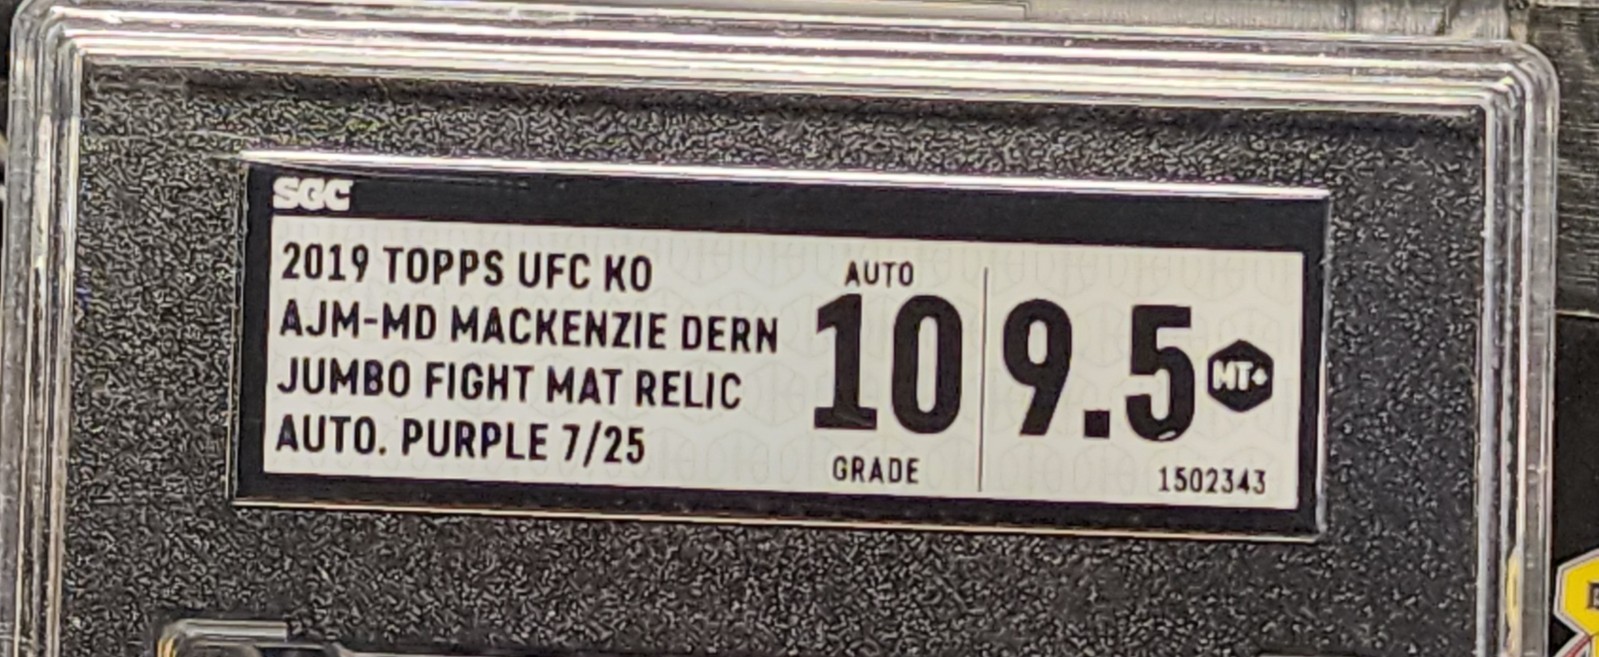 SGC
2019 TOPPS UFC KO
AJM-MD MACKENZIE DERN
JUMBO FIGHT MAT RELIC
AUTO. PURPLE 7/25
AUTO
10
GRADE
9.5 MT+
1502343